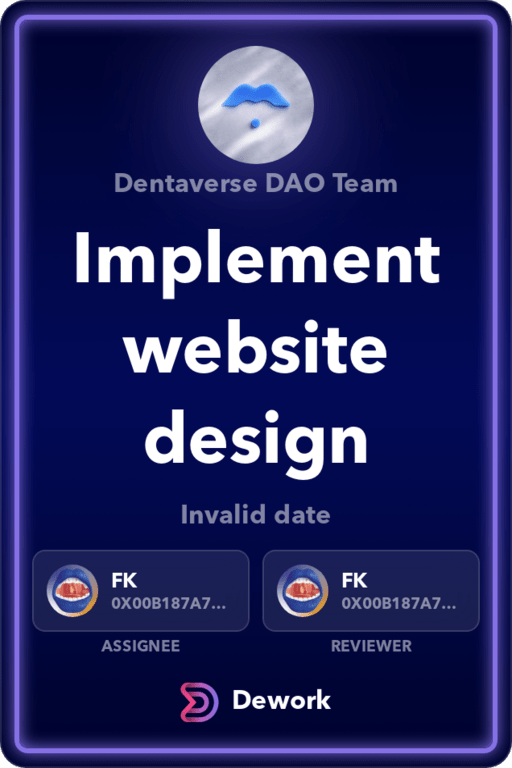 Dentaverse DAO Team
Implement
website
design
Invalid date
FK
0X00B187A7...
ASSIGNEE
FK
0X00B187A7...
REVIEWER
Dework